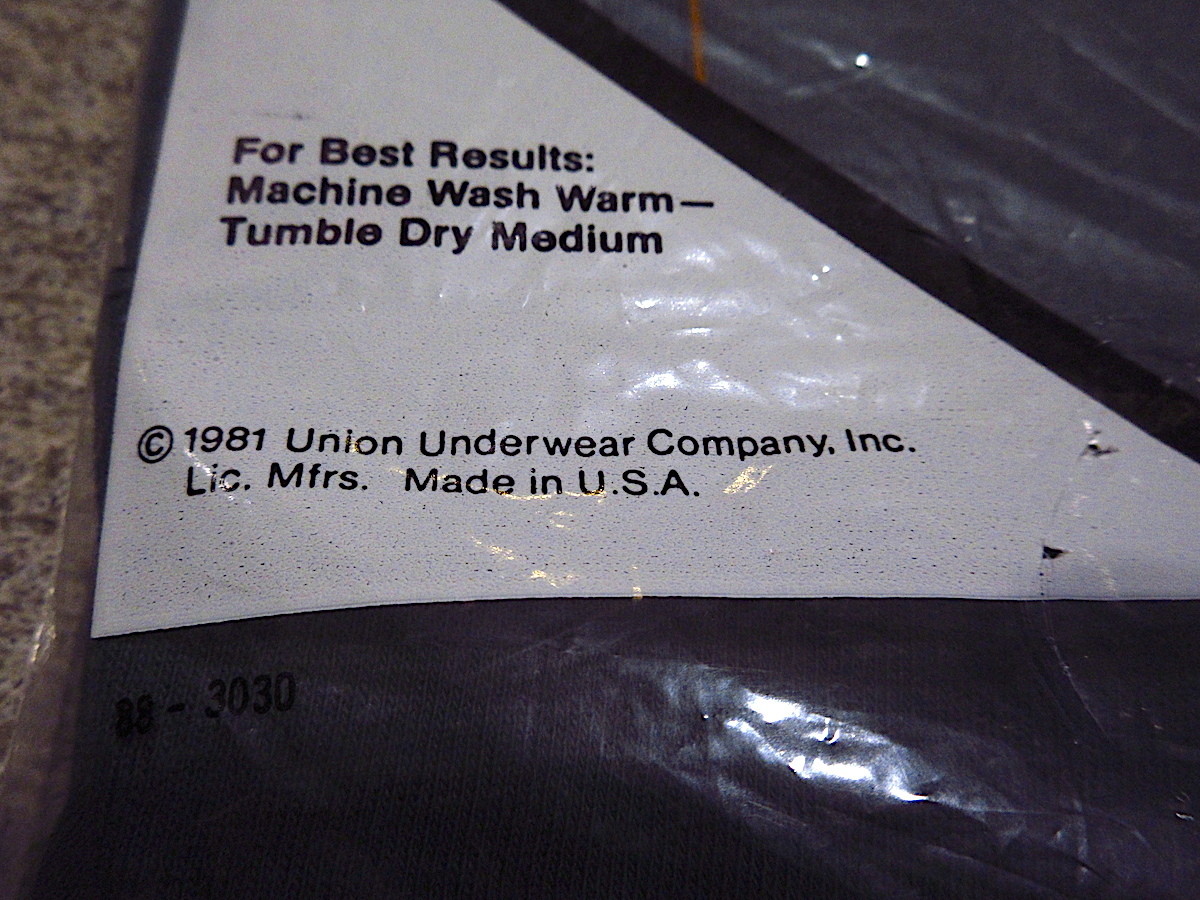 For Best Results:
Machine Wash Warm—
Tumble Dry Medium
© 1981 Union Underwear Company, Inc.
Lic. Mfrs. Made in U.S.A.
88 - 3030